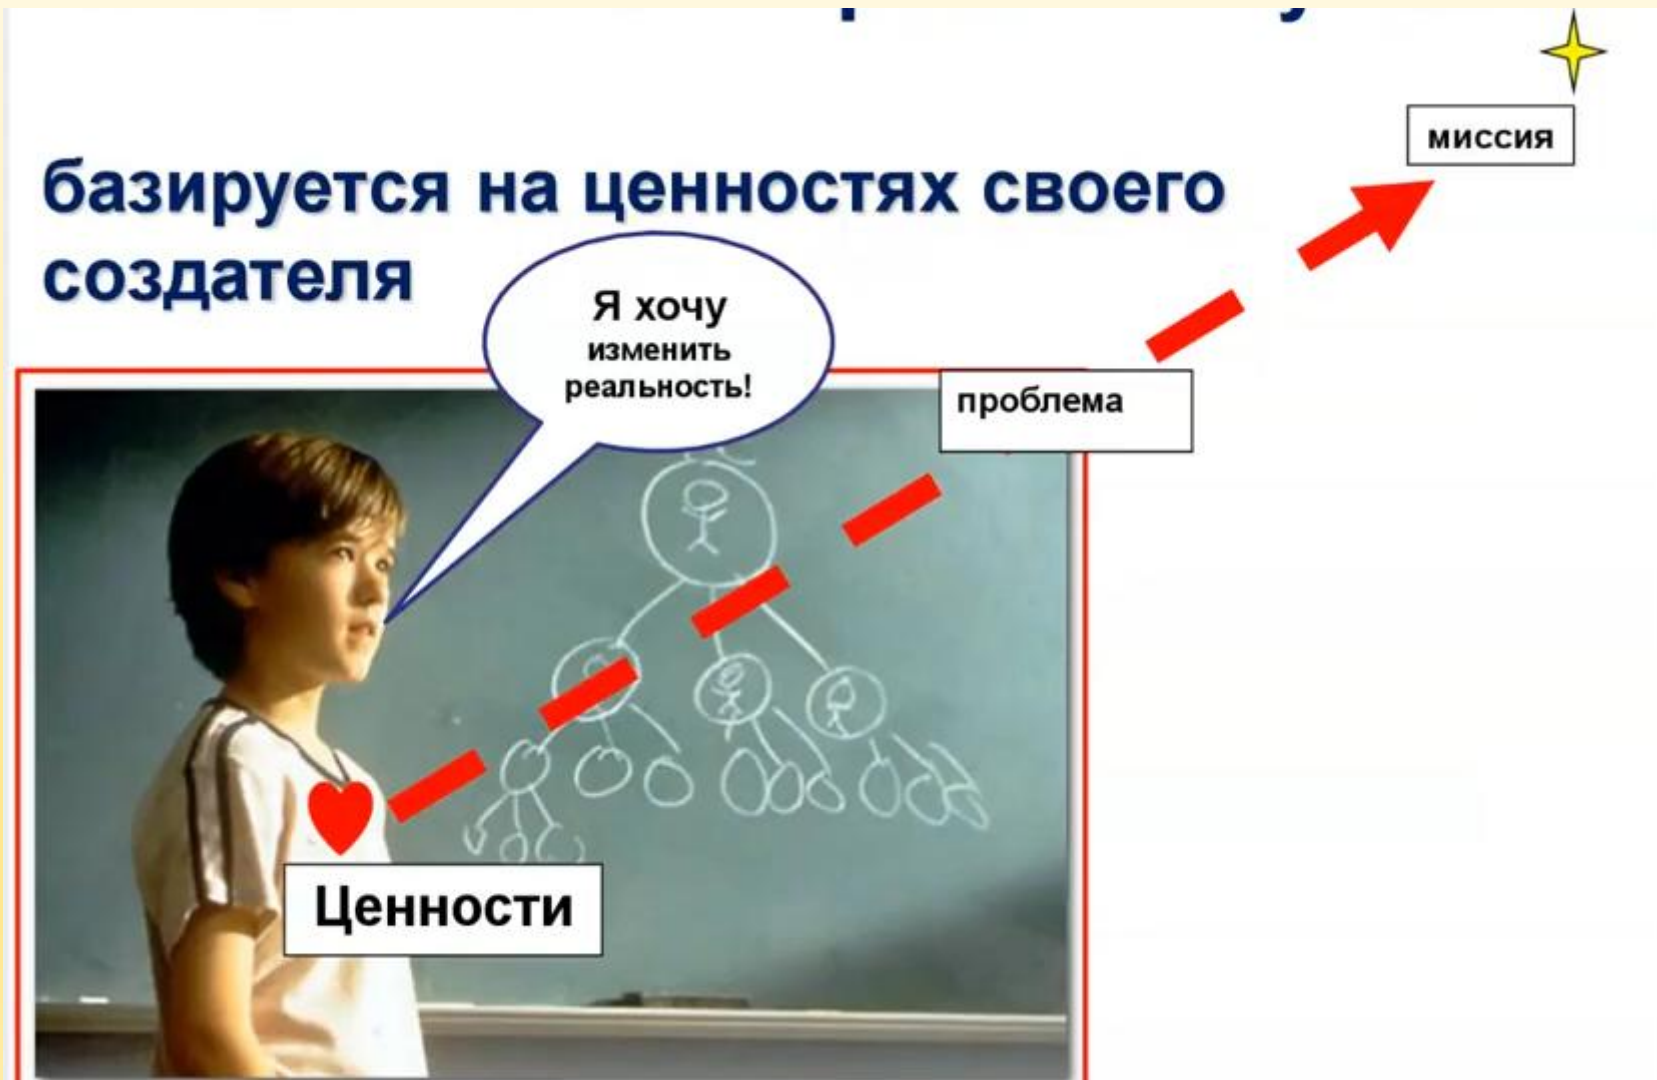 базируется на ценностях своего
создателя
миссия
Я хочу
изменить
реальность!
проблема
Ценности